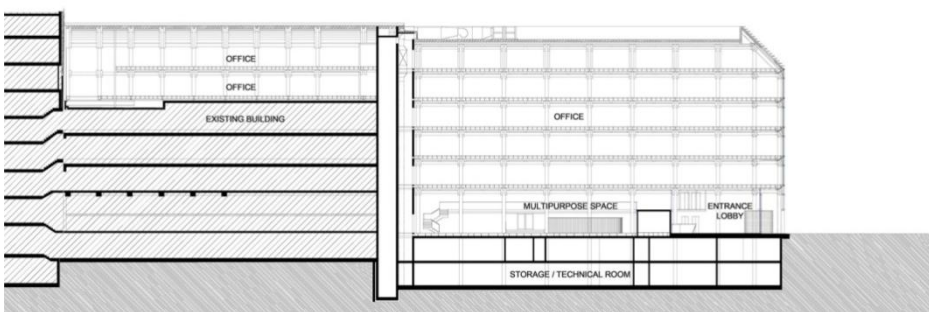 OFFICE
OFFICE
EXISTING BUILDING
OFFICE
MULTIPURPOSE SPACE
ENTRANCE
LOBBY
STORAGE / TECHNICAL ROOM